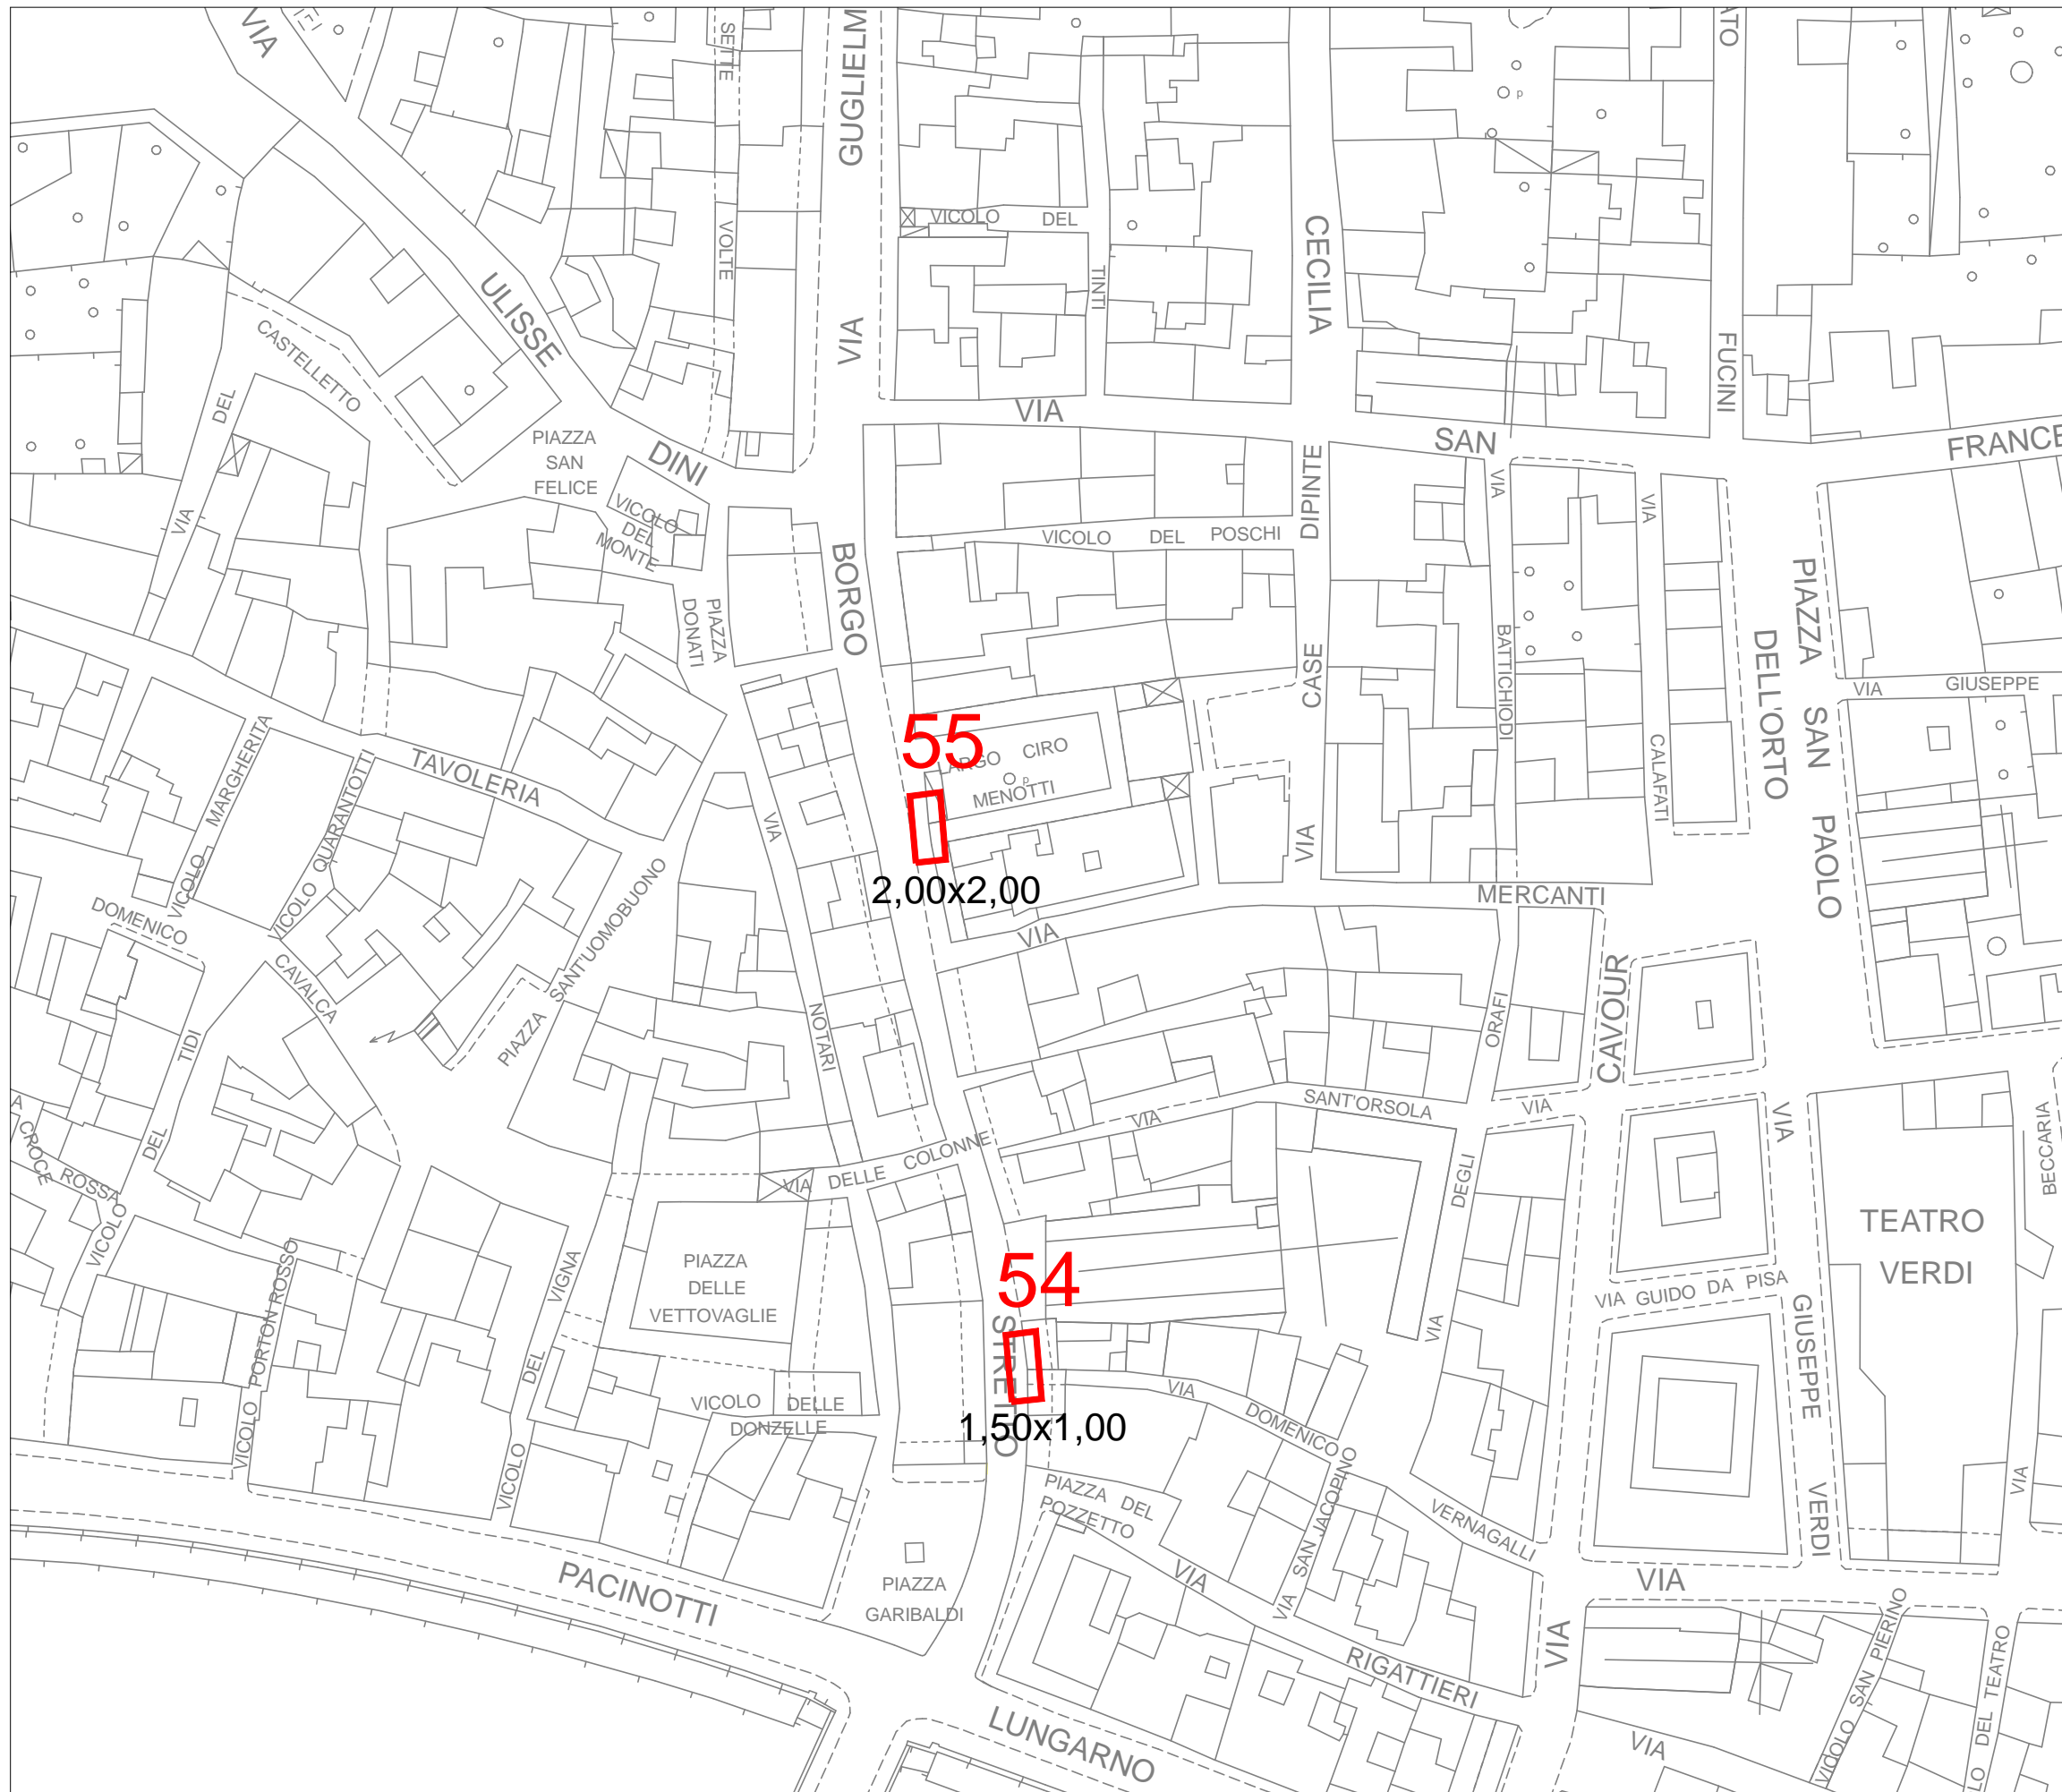 VIA
SETTE
GUGLIELM
ATO
VICOLO DEL
VOLTE
CECILIA
TINTI
ULISSE
VIA
CASTELLETTO
FUCINI
DEL
VIA
SAN
FRANCE
PIAZZA
SAN
FELICE
DINI
DIPINTE
VIA
VIA
VIA
VICOLO
DEL
MONTE
VICOLO DEL POSCHI
BORGO
PIAZZA
DONATI
PIAZZA SAN PAOLO
DELL'ORTO
BATTICHIODI
CASE
VIA GIUSEPPE
MARGHERITA
VICOLO
TAVOLERIA
VICOLO QUARANTOTTI
55
ARGO CIRO
p
MENOTTI
p
CALAFATI
VIA
VIA
2,00x2,00
MERCANTI
PIAZZA SANT'UOMOBUONO
DOMENICO
CAVALCA
VIA
CAVOUR
ORAFI
NOTARI
TIDI
DEL
VICOLO
A
CROCE
ROSSA
SANT'ORSOLA
VIA
VIA
VIA
VIA DELLE COLONNE
BECCARIA
DEGLI
VIA
TEATRO
VERDI
PIAZZA
DELLE
VETTOVAGLIE
54
VICOLO PORTON ROSSO
VIGNA
DEL
VICOLO
VIA GUIDO DA PISA
GIUSEPPE
VERDI
STRETTO
VIA
DOMENICO
VERNAGALLI
VICOLO DELLE
DONZELLE
1,50x1,00
PIAZZA DEL
POZZETTO
VIA SAN JACOPINO
VIA
VIA
RIGATTIERI
PACINOTTI
PIAZZA
GARIBALDI
VIA
VIA
LUNGARNO
VIA
VICOLO SAN PIERINO
LO DEL TEATRO